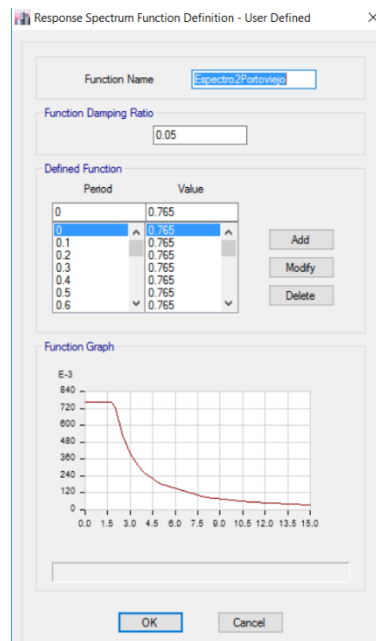 Response Spectrum Function Definition - User Defined
Function Name
Espectro2Portoviejo
Function Damping Ratio
0.05
Defined Function
Period Value
0 0.765
0 0.765
0.1 0.765
0.2 0.765
0.3 0.765
0.4 0.765
0.5 0.765
0.6 0.765
Add
Modify
Delete
Function Graph
E-3
840
720
600
480
360
240
120
0
0.0 1.5 3.0 4.5 6.0 7.5 9.0 10.5 12.0 13.5 15.0
OK Cancel